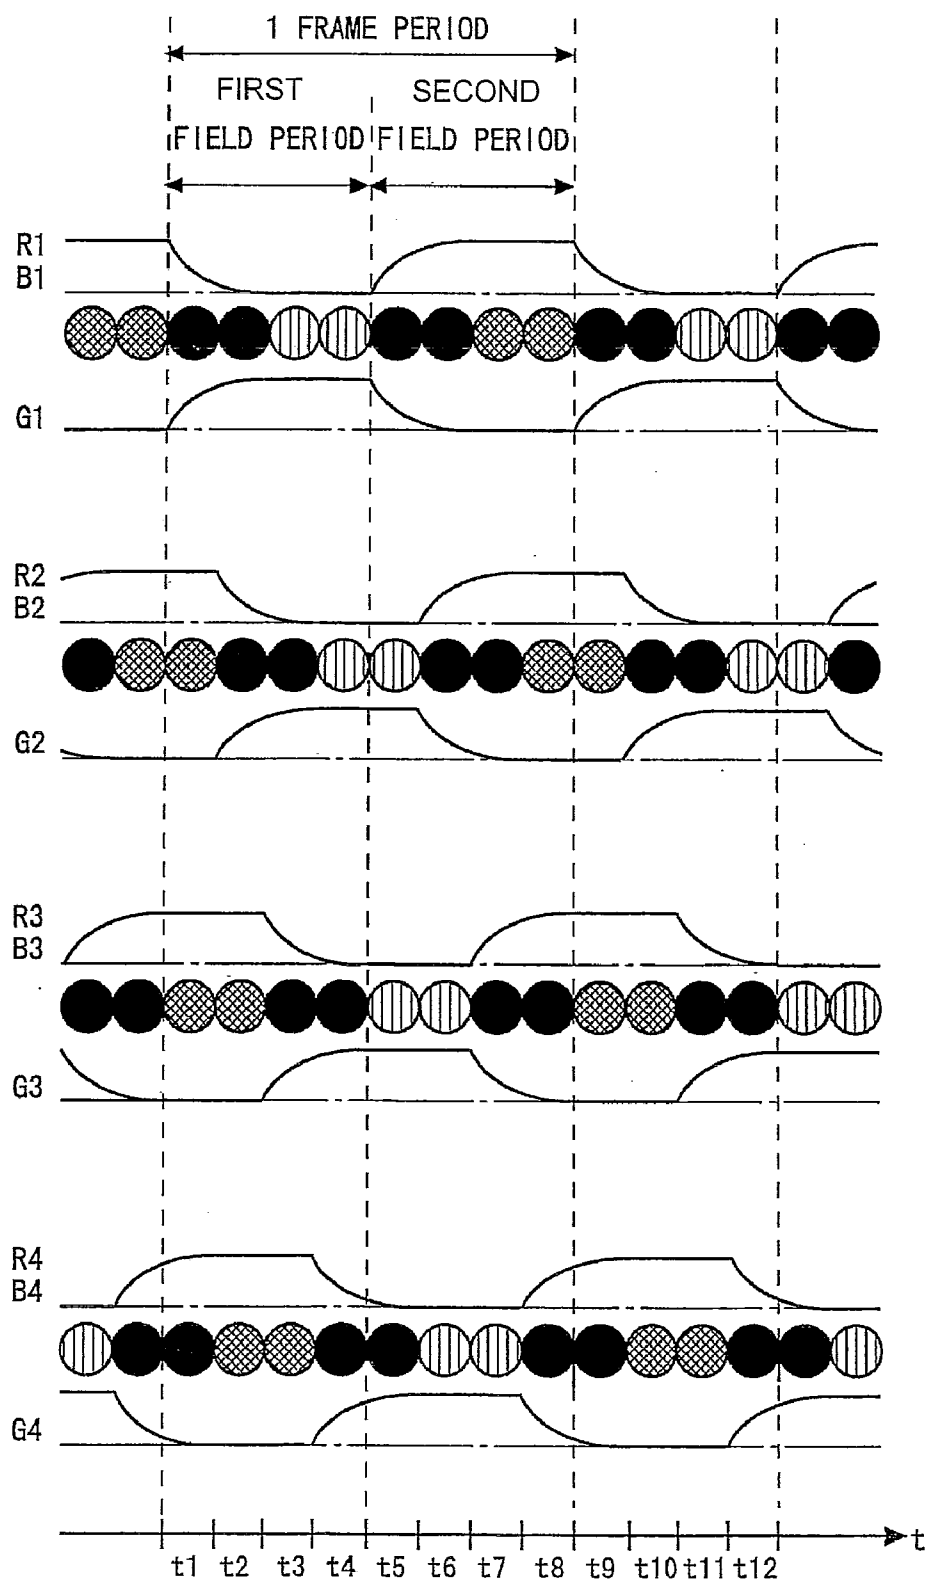 1 FRAME PERIOD
FIRST SECOND
FIELD PERIOD FIELD PERIOD
R1
B1
G1
R2
B2
G2
R3
B3
G3
R4
B4
G4
t
t1 t2 t3 t4 t5 t6 t7 t8 t9 t10 t11 t12